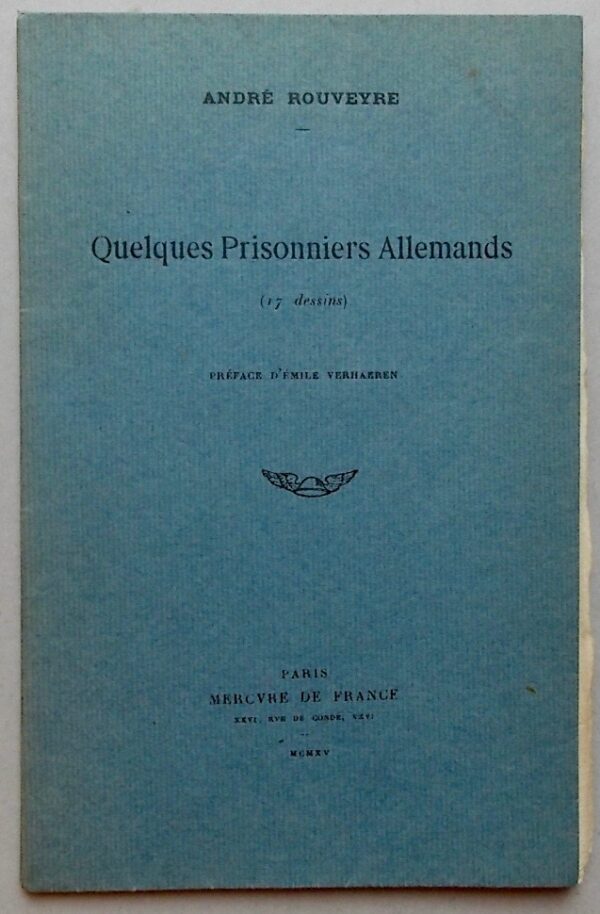 ANDRÉ ROUVEYRE
Quelques Prisonniers Allemands
(17 dessins)
PRÉFACE D'ÉMILE VERHAEREN
PARIS
MERCVRE DE FRANCE
XXVI, RVE DE CONDÉ, XXVI
MCMXV